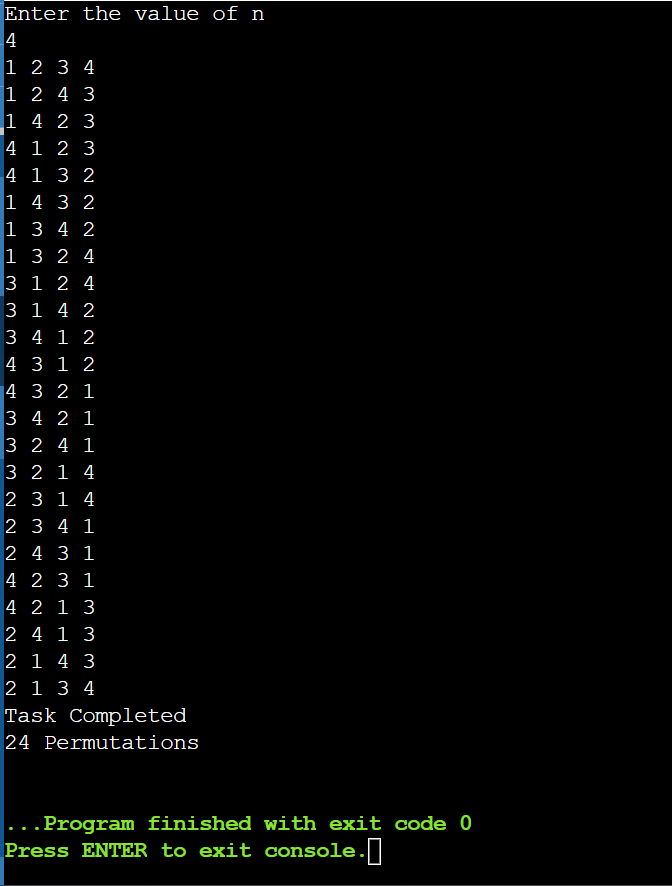 Enter the value of n
4
1 2 3 4
1 2 4 3
1 4 2 3
4 1 2 3
4 1 3 2
1 4 3 2
1 3 4 2
1 3 2 4
3 1 2 4
3 1 4 2
3 4 1 2
4 3 1 2
4 3 2 1
3 4 2 1
3 2 4 1
3 2 1 4
2 3 1 4
2 3 4 1
2 4 3 1
4 2 3 1
4 2 1 3
2 4 1 3
2 1 4 3
2 1 3 4
Task Completed
24 Permutations
...Program finished with exit code 0
Press ENTER to exit console.